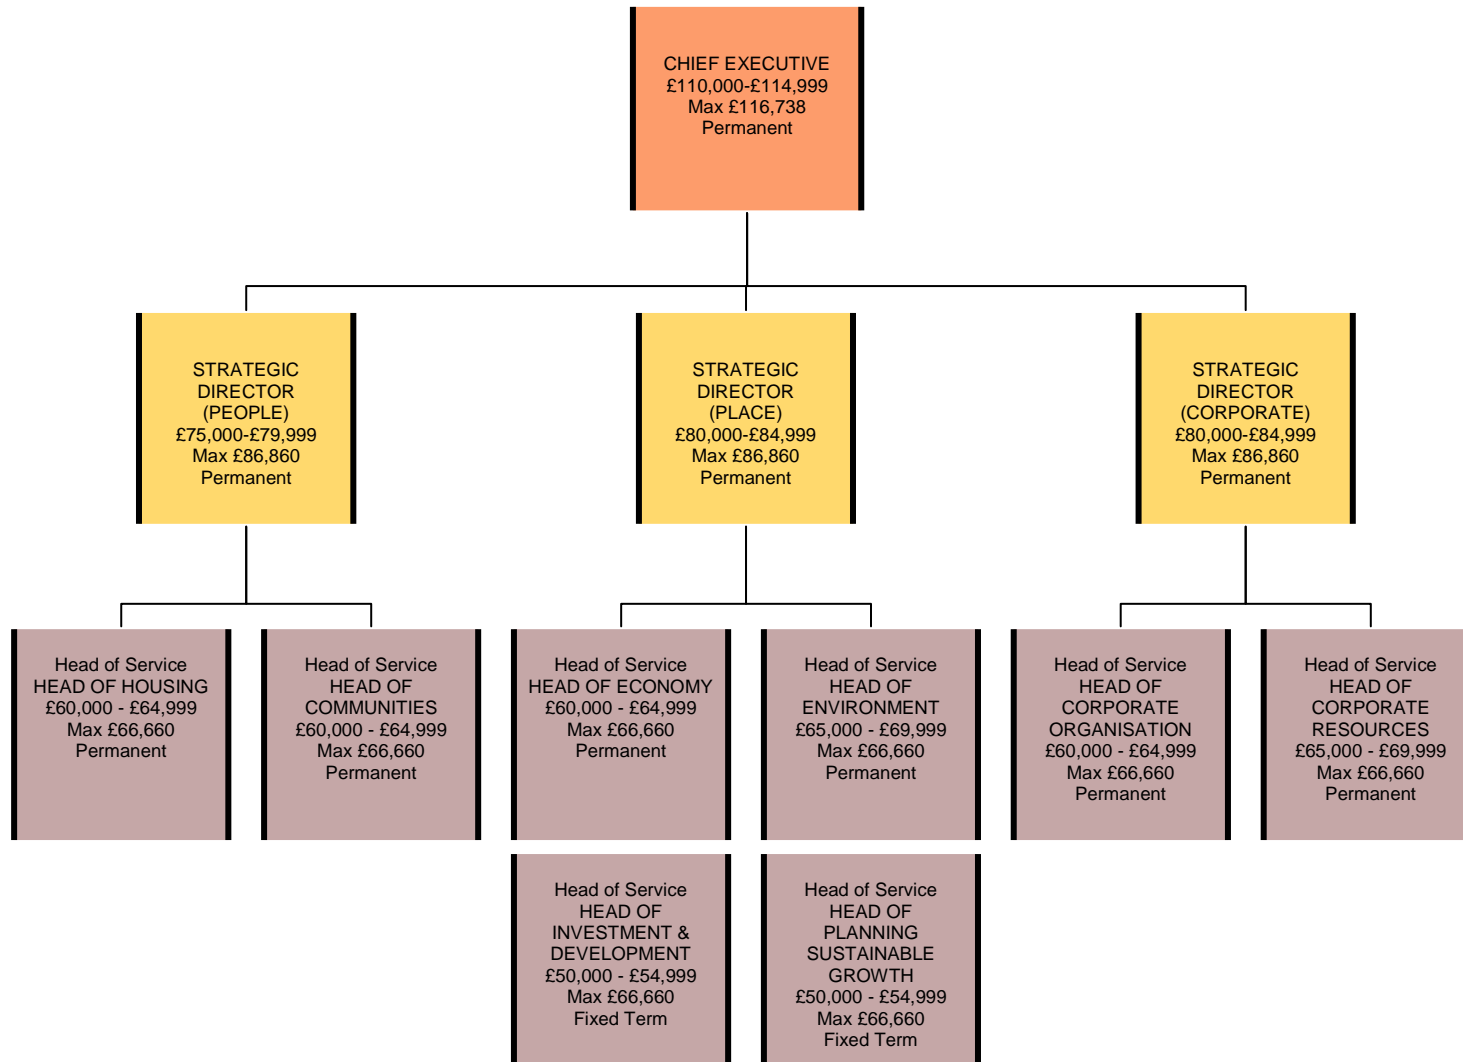 CHIEF EXECUTIVE
£110,000-£114,999
Max £116,738
Permanent
STRATEGIC
DIRECTOR
(PEOPLE)
£75,000-£79,999
Max £86,860
Permanent
STRATEGIC
DIRECTOR
(PLACE)
£80,000-£84,999
Max £86,860
Permanent
STRATEGIC
DIRECTOR
(CORPORATE)
£80,000-£84,999
Max £86,860
Permanent
Head of Service
HEAD OF HOUSING
£60,000 - £64,999
Max £66,660
Permanent
Head of Service
HEAD OF
COMMUNITIES
£60,000 - £64,999
Max £66,660
Permanent
Head of Service
HEAD OF ECONOMY
£60,000 - £64,999
Max £66,660
Permanent
Head of Service
HEAD OF
ENVIRONMENT
£65,000 - £69,999
Max £66,660
Permanent
Head of Service
HEAD OF
CORPORATE
ORGANISATION
£60,000 - £64,999
Max £66,660
Permanent
Head of Service
HEAD OF
CORPORATE
RESOURCES
£65,000 - £69,999
Max £66,660
Permanent
Head of Service
HEAD OF
INVESTMENT &
DEVELOPMENT
£50,000 - £54,999
Max £66,660
Fixed Term
Head of Service
HEAD OF
PLANNING
SUSTAINABLE
GROWTH
£50,000 - £54,999
Max £66,660
Fixed Term